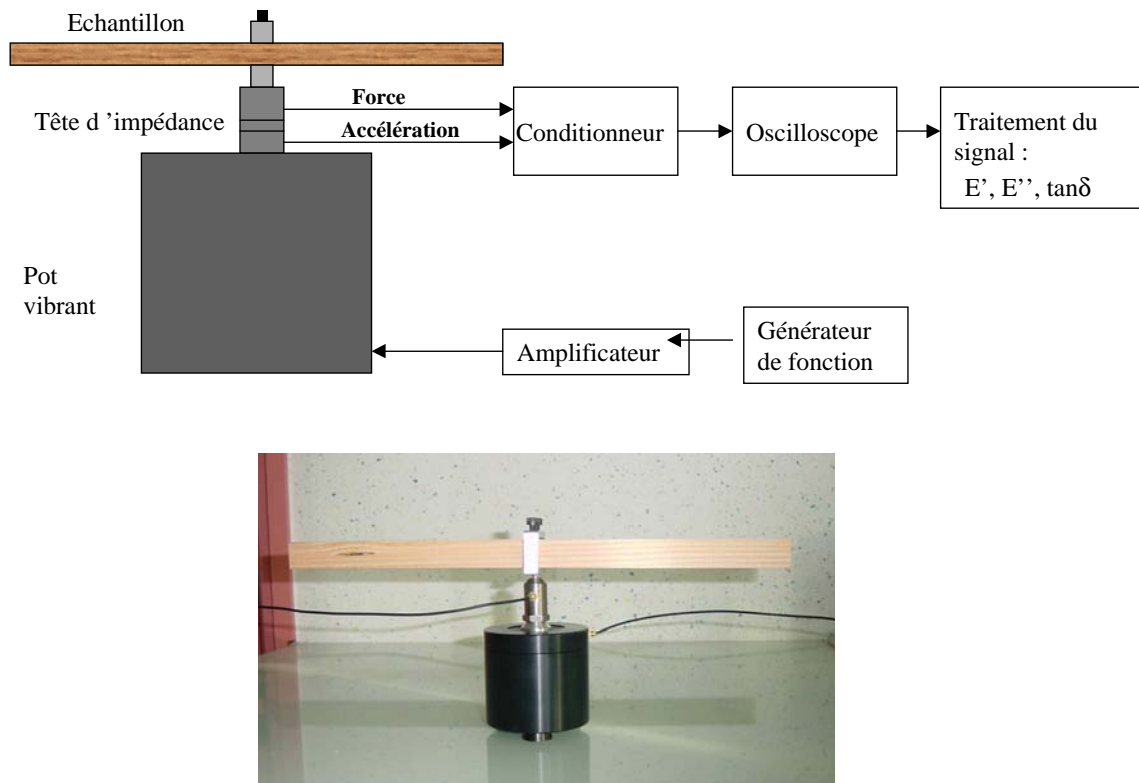 Echantillon
Tête d ’impédance
Force
Accélération
Conditionneur
Oscilloscope
Traitement du
signal :
E’, E’’, tanδ
Pot
vibrant
Amplificateur
Générateur
de fonction